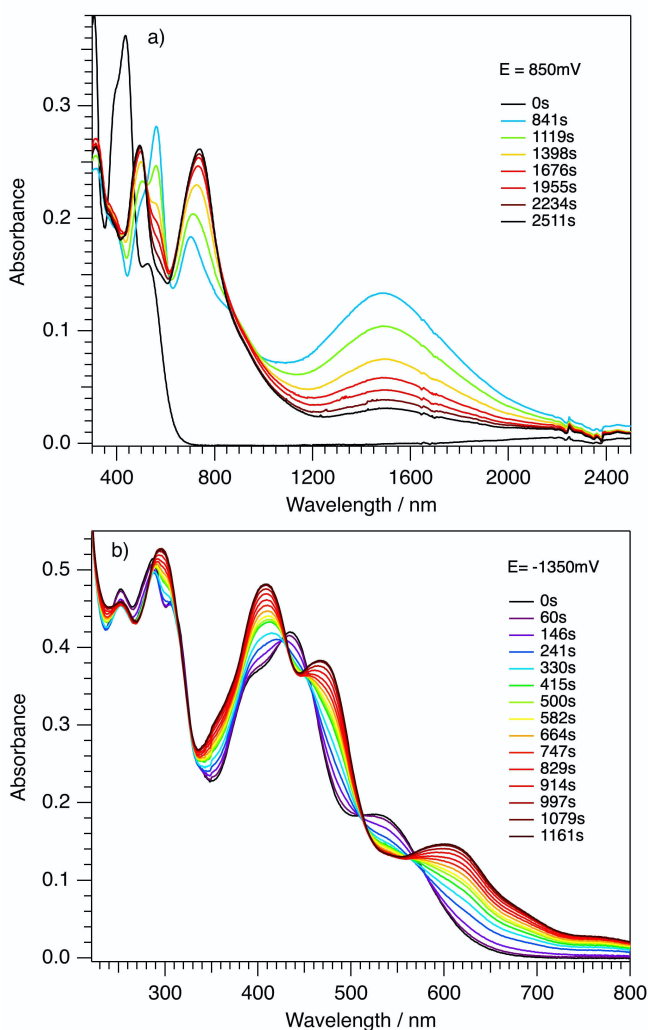 a)
E = 850mV
0s
841s
1119s
1398s
1676s
1955s
2234s
2511s
0.3
0.2
0.1
0.0
Absorbance
400
800
1200
1600
2000
2400
Wavelength / nm
b)
E= -1350mV
0s
60s
146s
241s
330s
415s
500s
582s
664s
747s
829s
914s
997s
1079s
1161s
0.5
0.4
0.3
0.2
0.1
0.0
Absorbance
300
400
500
600
700
800
Wavelength / nm